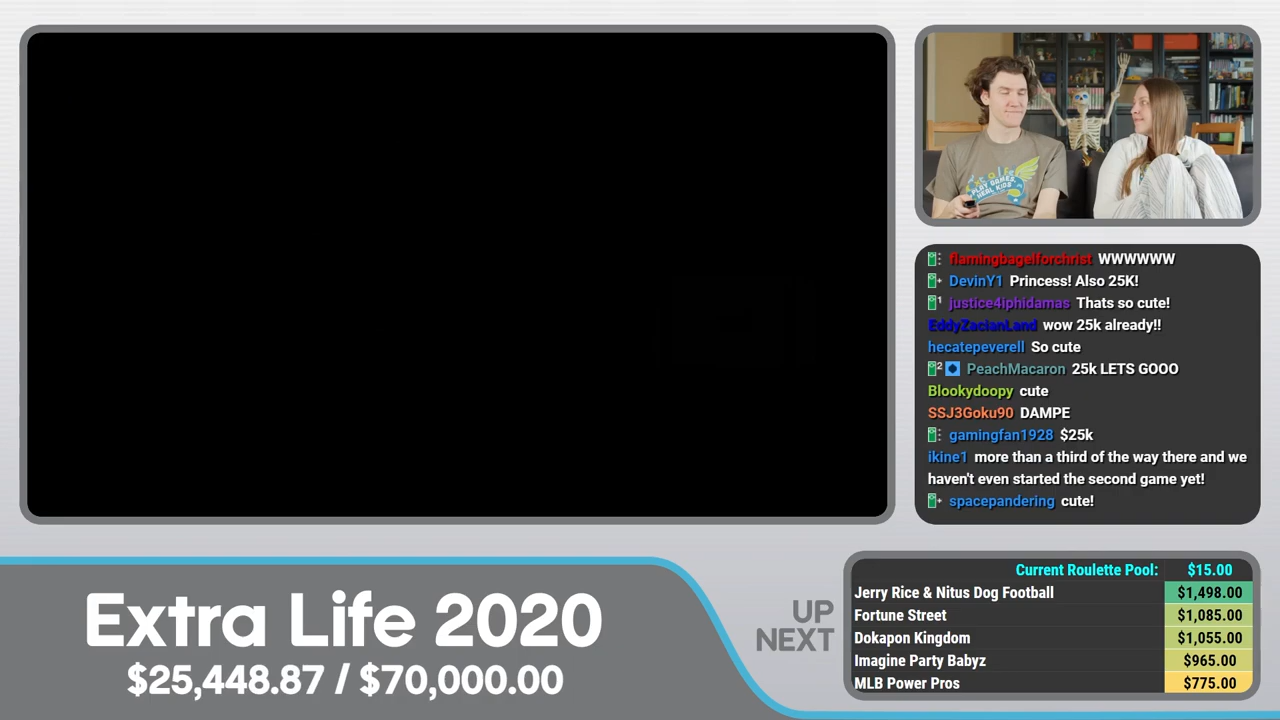 flamingbagelforchrist WWWWWW
DevinY1 Princess! Also 25K!
justice4iphidamas Thats so cute!
EddyZacianLand wow 25k already!!
hecatepeverell So cute
PeachMacaron 25k LETS GOOO
Blookydoopy cute
SSJ3Goku90 DAMPE
gamingfan1928 $25k
ikine1 more than a third of the way there and we
haven't even started the second game yet!
spacepandering cute!
PLAY GAMES.
HEAL KIDS
Extra Life 2020
$25,448.87 / $70,000.00
UP
NEXT
Current Roulette Pool: $15.00
Jerry Rice & Nitus Dog Football $1,498.00
Fortune Street $1,085.00
Dokapon Kingdom $1,055.00
Imagine Party Babyz $965.00
MLB Power Pros $775.00